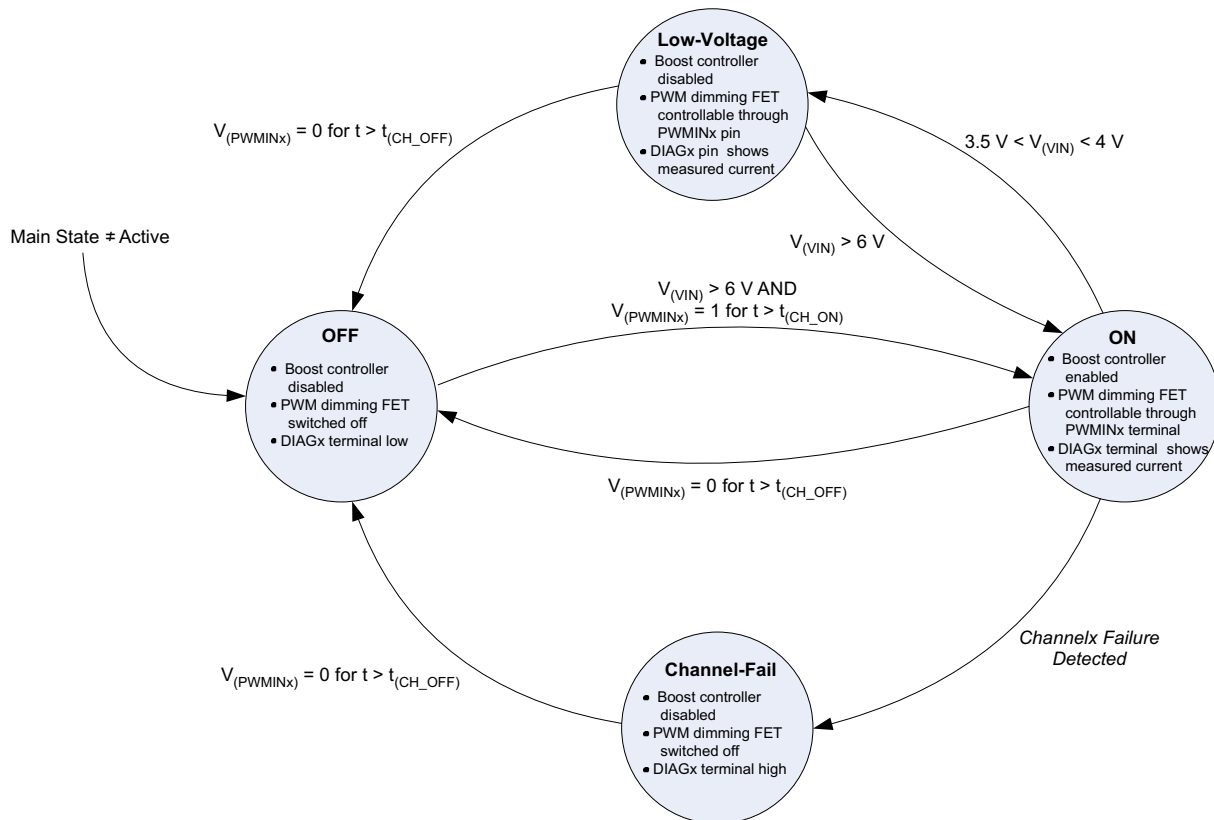 Low-Voltage
• Boost controller
disabled
• PWM dimming FET
controllable through
PWMINx pin
• DIAGx pin shows
measured current
V(PWMINx) = 0 for t > t(CH_OFF)
3.5 V < V(VIN) < 4 V
Main State ≠ Active
V(VIN) > 6 V
V(VIN) > 6 V AND
V(PWMINx) = 1 for t > t(CH_ON)
OFF
• Boost controller
disabled
• PWM dimming FET
switched off
• DIAGx terminal low
ON
• Boost controller
enabled
• PWM dimming FET
controllable through
PWMINx terminal
• DIAGx terminal shows
measured current
V(PWMINx) = 0 for t > t(CH_OFF)
Channelx Failure
Detected
V(PWMINx) = 0 for t > t(CH_OFF)
Channel-Fail
• Boost controller
disabled
• PWM dimming FET
switched off
• DIAGx terminal high